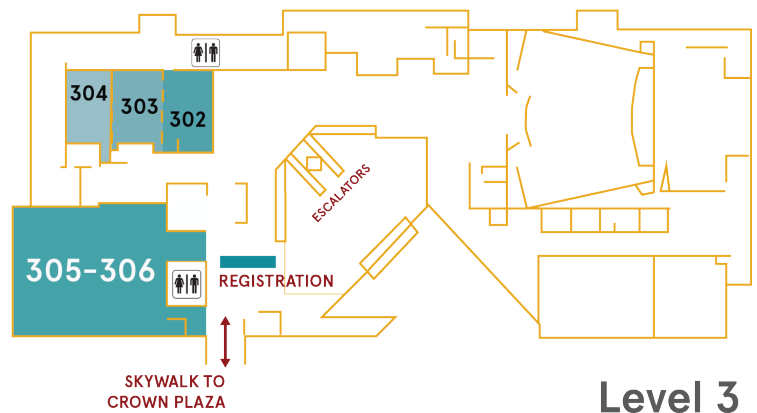 304
303
302
ESCALATORS
305-306
REGISTRATION
SKYWALK TO
CROWN PLAZA
Level 3